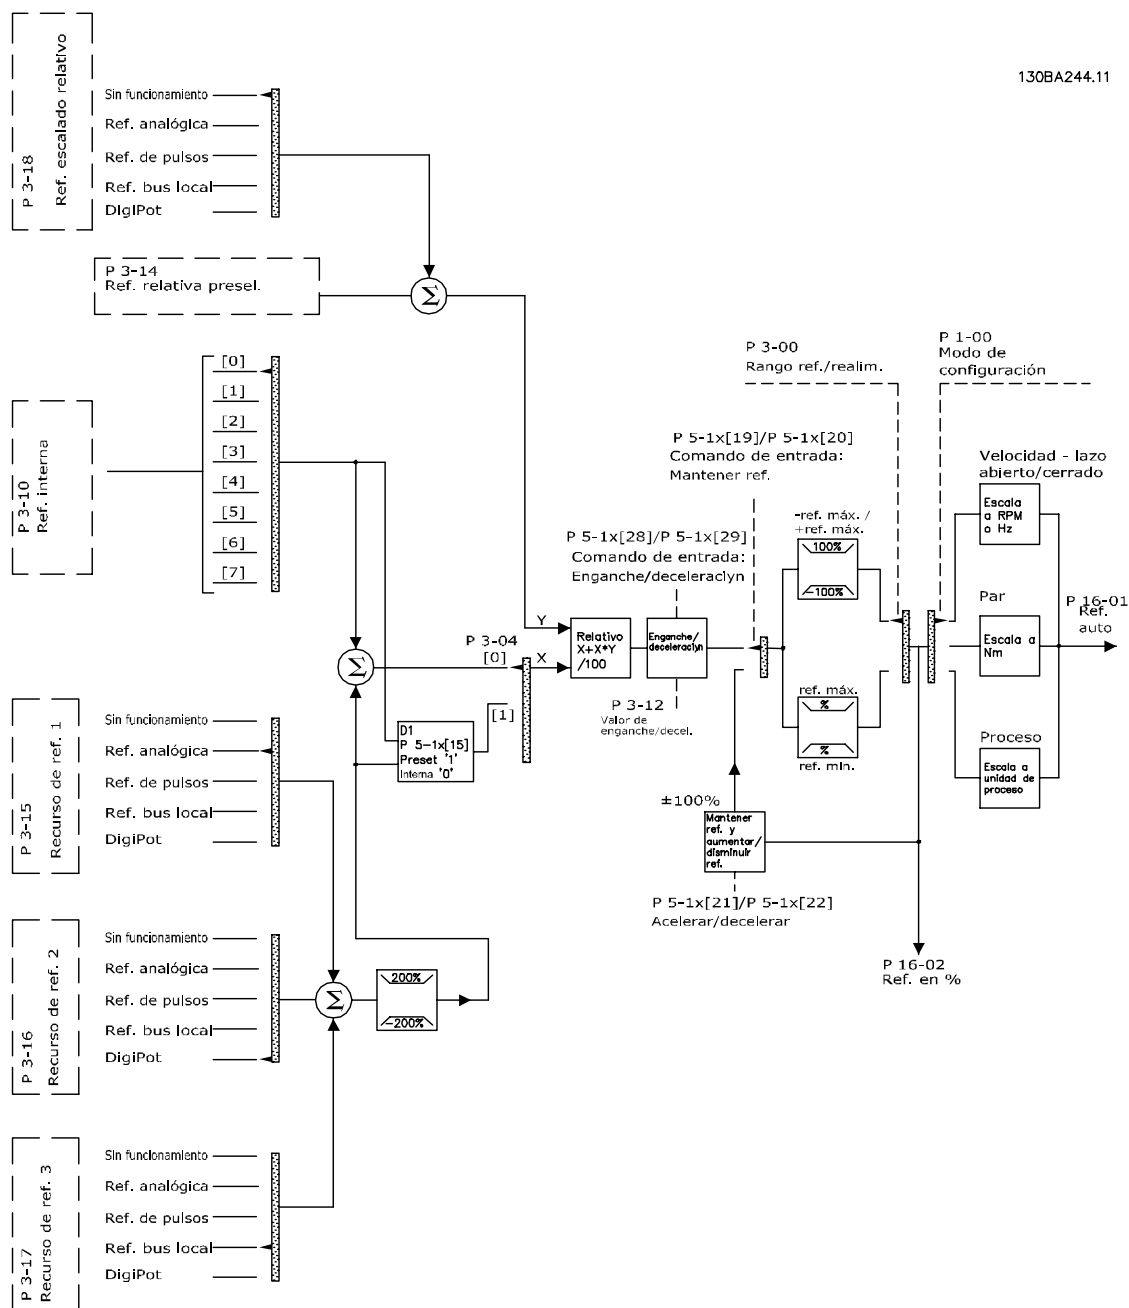 130BA244.11
P 3-18
Ref. escalado relativo
Sin funcionamiento
Ref. analógica
Ref. de pulsos
Ref. bus local
DigiPot
P 3-14
Ref. relativa presel.
P 3-10
Ref. interna
[0]
[1]
[2]
[3]
[4]
[5]
[6]
[7]
P 3-15
Recurso de ref. 1
Sin funcionamiento
Ref. analógica
Ref. de pulsos
Ref. bus local
DigiPot
P 3-16
Recurso de ref. 2
Sin funcionamiento
Ref. analógica
Ref. de pulsos
Ref. bus local
DigiPot
P 3-17
Recurso de ref. 3
Sin funcionamiento
Ref. analógica
Ref. de pulsos
Ref. bus local
DigiPot
Σ
Σ
Σ
200%
-200%
D1
P 5-1x[15]
Preset '1'
Interna '0'
P 3-04
[0]
[1]
Y
X
Relativo
X+X*Y
/100
P 5-1x[28]/P 5-1x[29]
Comando de entrada:
Enganche/deceleraclyn
Enganche/
deceleraclyn
P 3-12
Valor de
enganche/decel.
P 5-1x[19]/P 5-1x[20]
Comando de entrada:
Mantener ref.
-ref. máx. /
+ref. máx.
100%
-100%
ref. máx.
%
%
ref. mín.
±100%
Mantener
ref. y
aumentar/
disminuir
ref.
P 5-1x[21]/P 5-1x[22]
Acelerar/decelerar
P 3-00
Rango ref./realim.
P 1-00
Modo de
configuración
Velocidad - lazo
abierto/cerrado
Escala
a RPM
o Hz
Par
Escala a
Nm
Proceso
Escala a
unidad de
proceso
P 16-01
Ref.
auto
P 16-02
Ref. en %